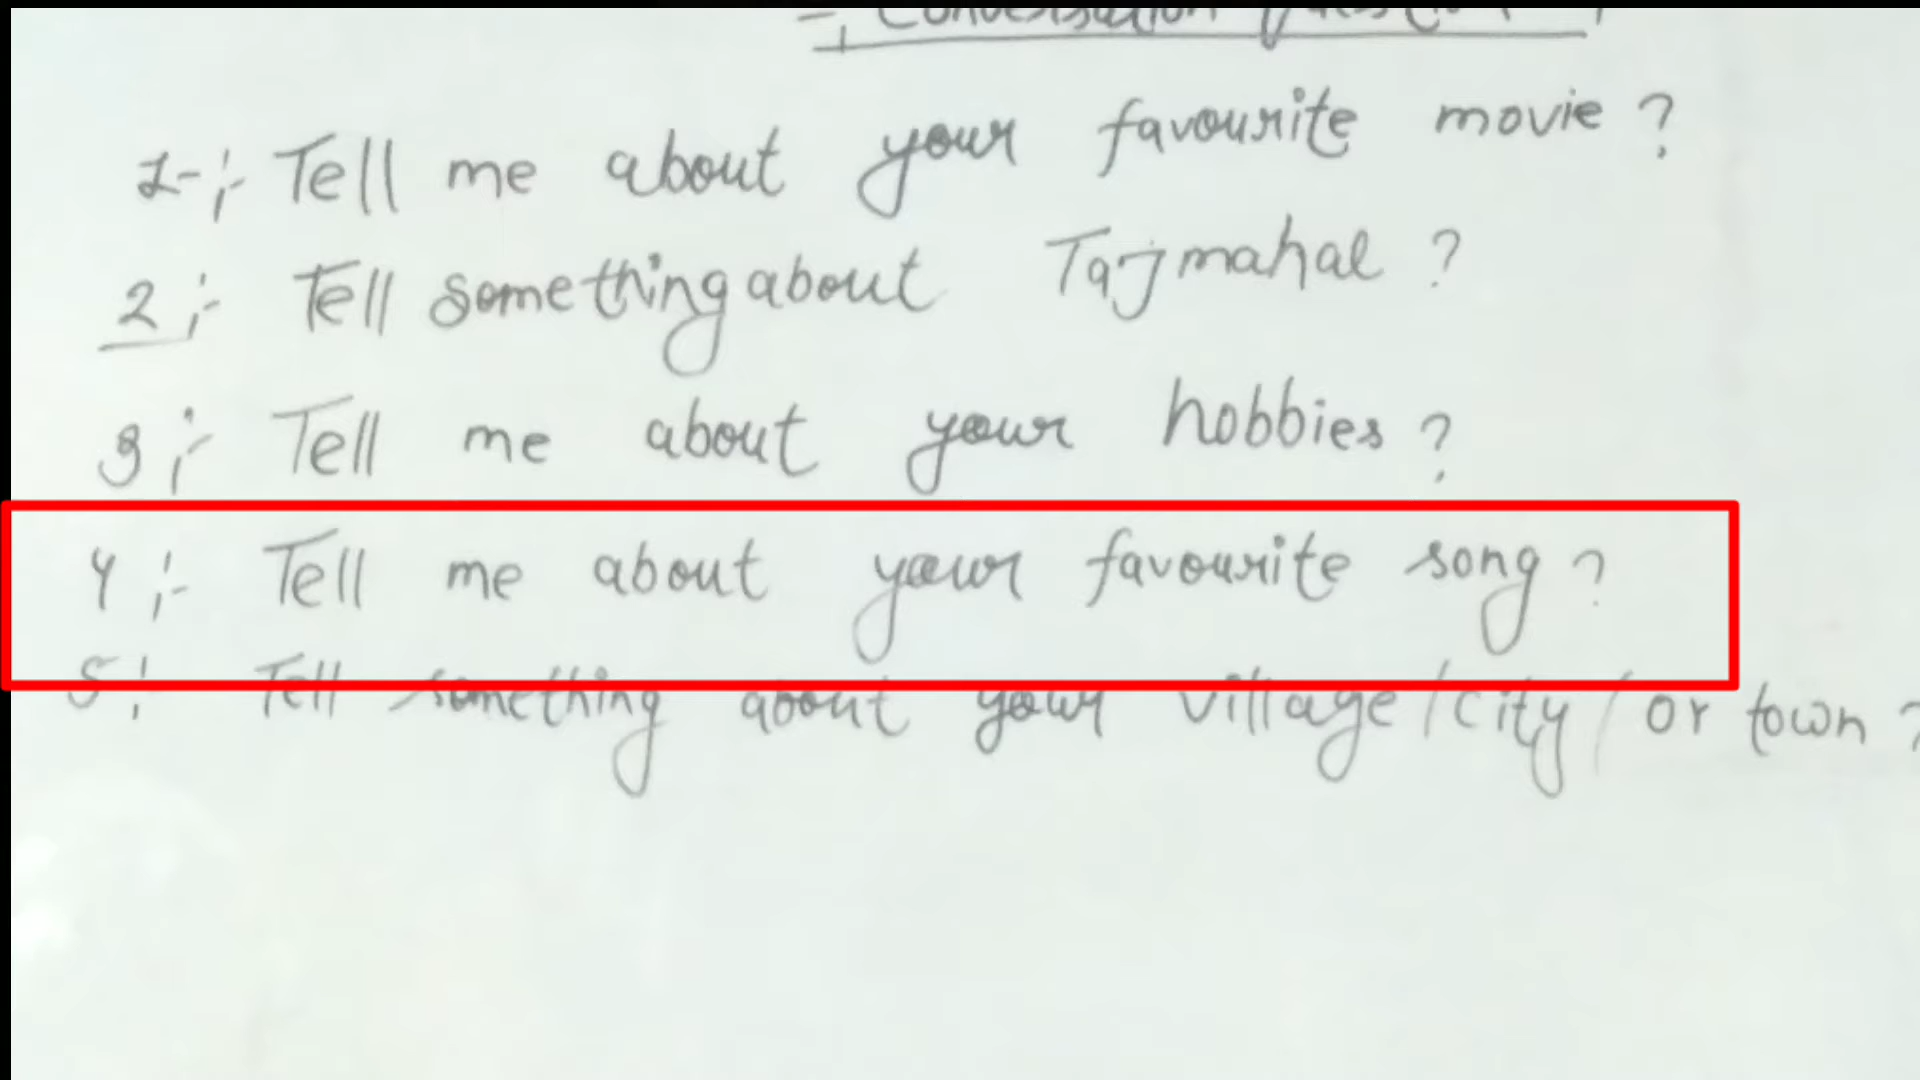 1-;- Tell me about your favourite movie ?
2 ;- Tell something about Tajmahal ?
3 ;- Tell me about your hobbies ?
4 ;- Tell me about your favourite song ?
5 ; Tell something about your village / city / or town ?